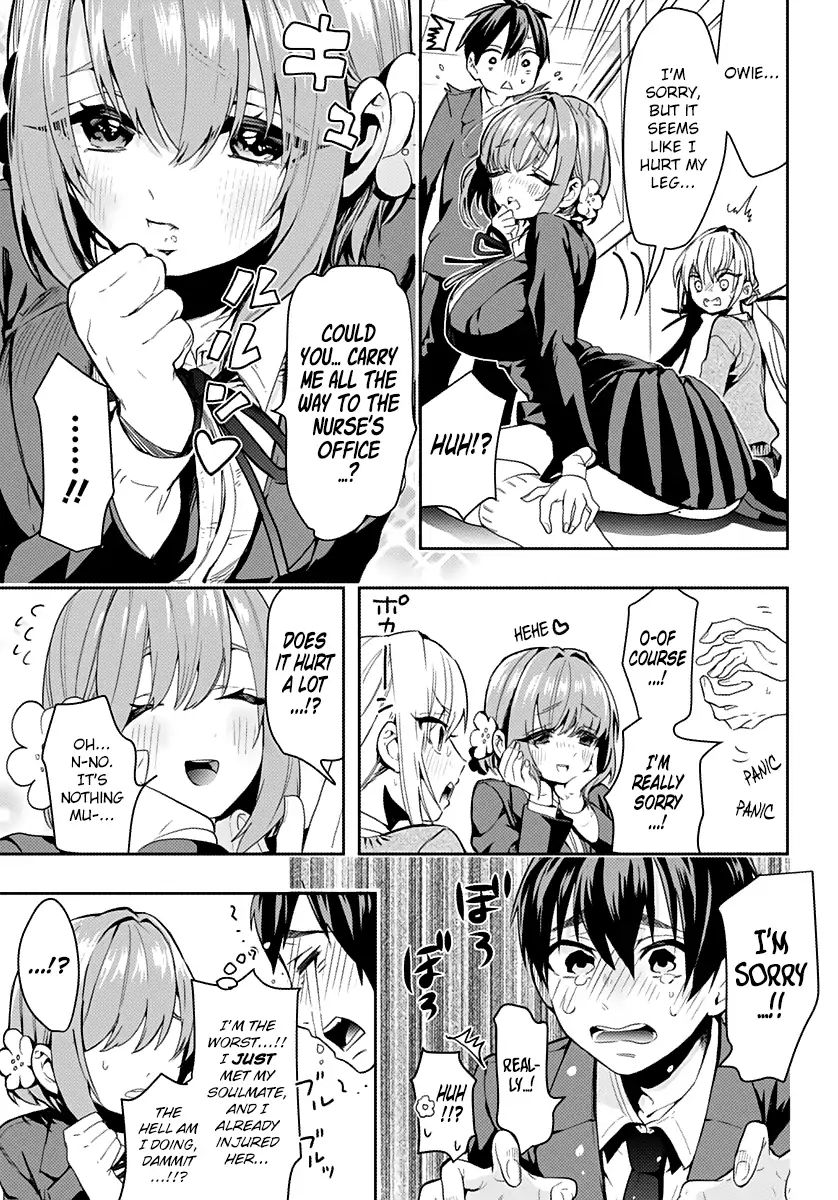 OWIE...
I'M
SORRY,
BUT IT
SEEMS
LIKE I
HURT MY
LEG...
HUH!?
キュ
ルル
ルン
COULD
YOU... CARRY
ME ALL THE
WAY TO THE
NURSE'S
OFFICE
...?
......!!
O-OF
COURSE
...!
I'M
REALLY
SORRY
...!
PANIC
PANIC
HEHE♡
ポカ
DOES
IT HURT
A LOT
...!?
OH...
N-NO.
IT'S
NOTHING
MU-...
I'M
SORRY
...!!
REAL-
LY..!
ぼろ
ぼろ
HUH
!!?
I'M THE
WORST...!!
I JUST
MET MY
SOULMATE,
AND I
ALREADY
INJURED
HER...
THE
HELL AM
I DOING,
DAMMIT
...!!?
...!?